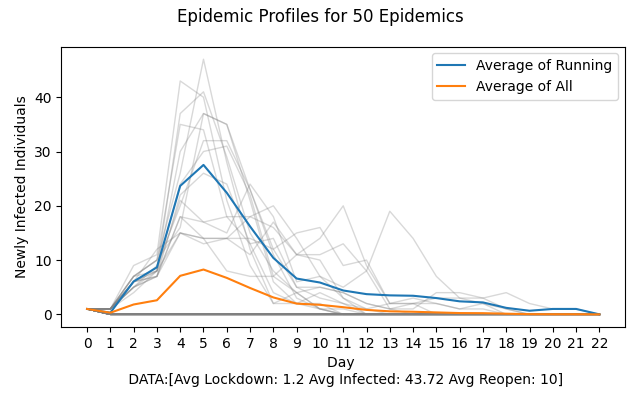 Epidemic Profiles for 50 Epidemics
Average of Running
Average of All
Newly Infected Individuals
40
30
20
10
0
0 1 2 3 4 5 6 7 8 9 10 11 12 13 14 15 16 17 18 19 20 21 22
Day
DATA:[Avg Lockdown: 1.2 Avg Infected: 43.72 Avg Reopen: 10]